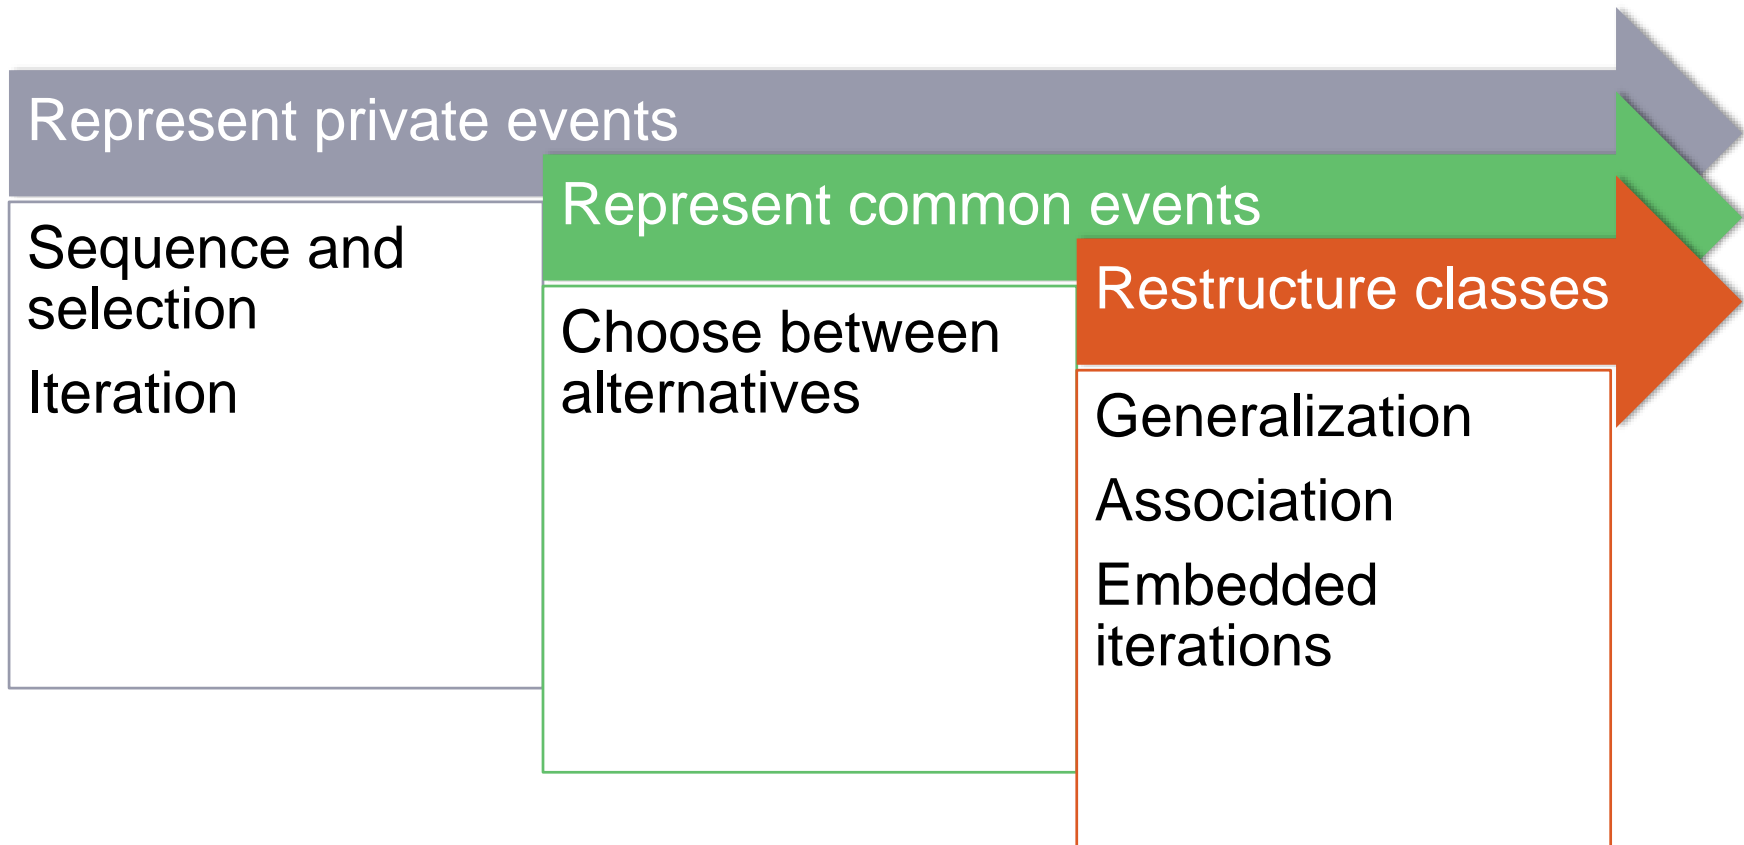 Represent private events
Sequence and
selection
Iteration
Represent common events
Choose between
alternatives
Restructure classes
Generalization
Association
Embedded
iterations